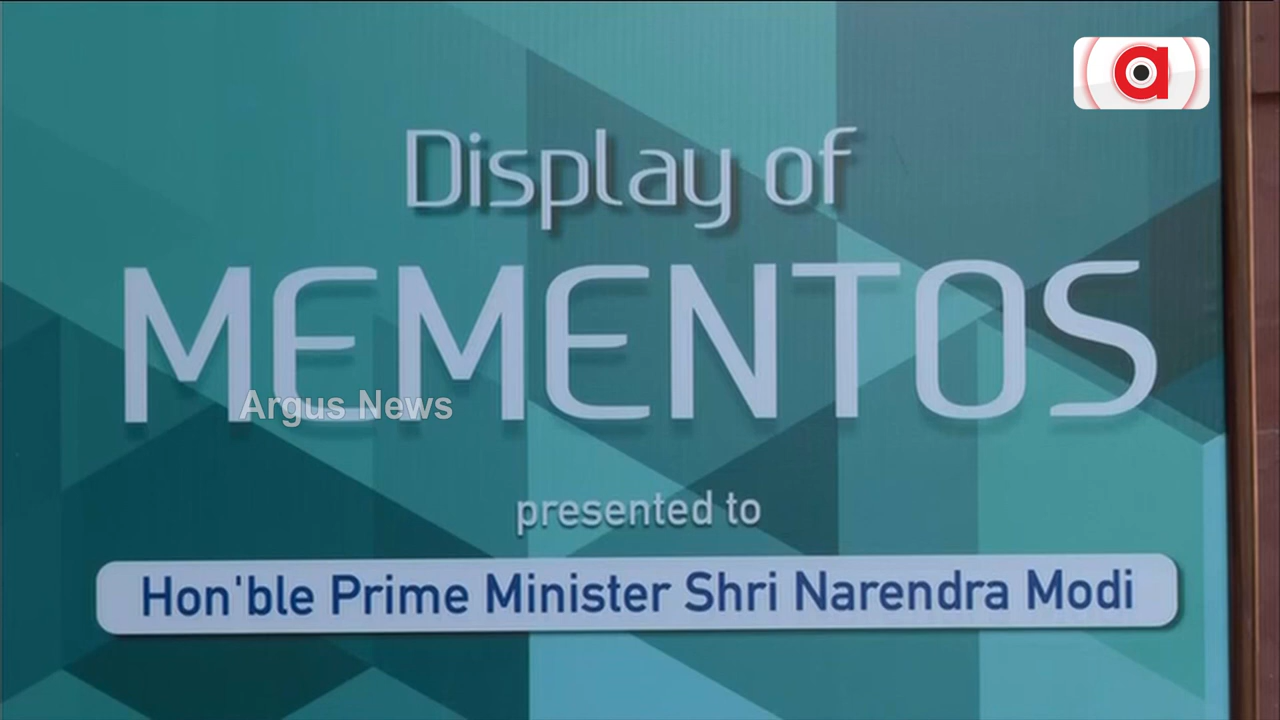 Display of
MEMENTOS
Argus News
presented to
Hon'ble Prime Minister Shri Narendra Modi